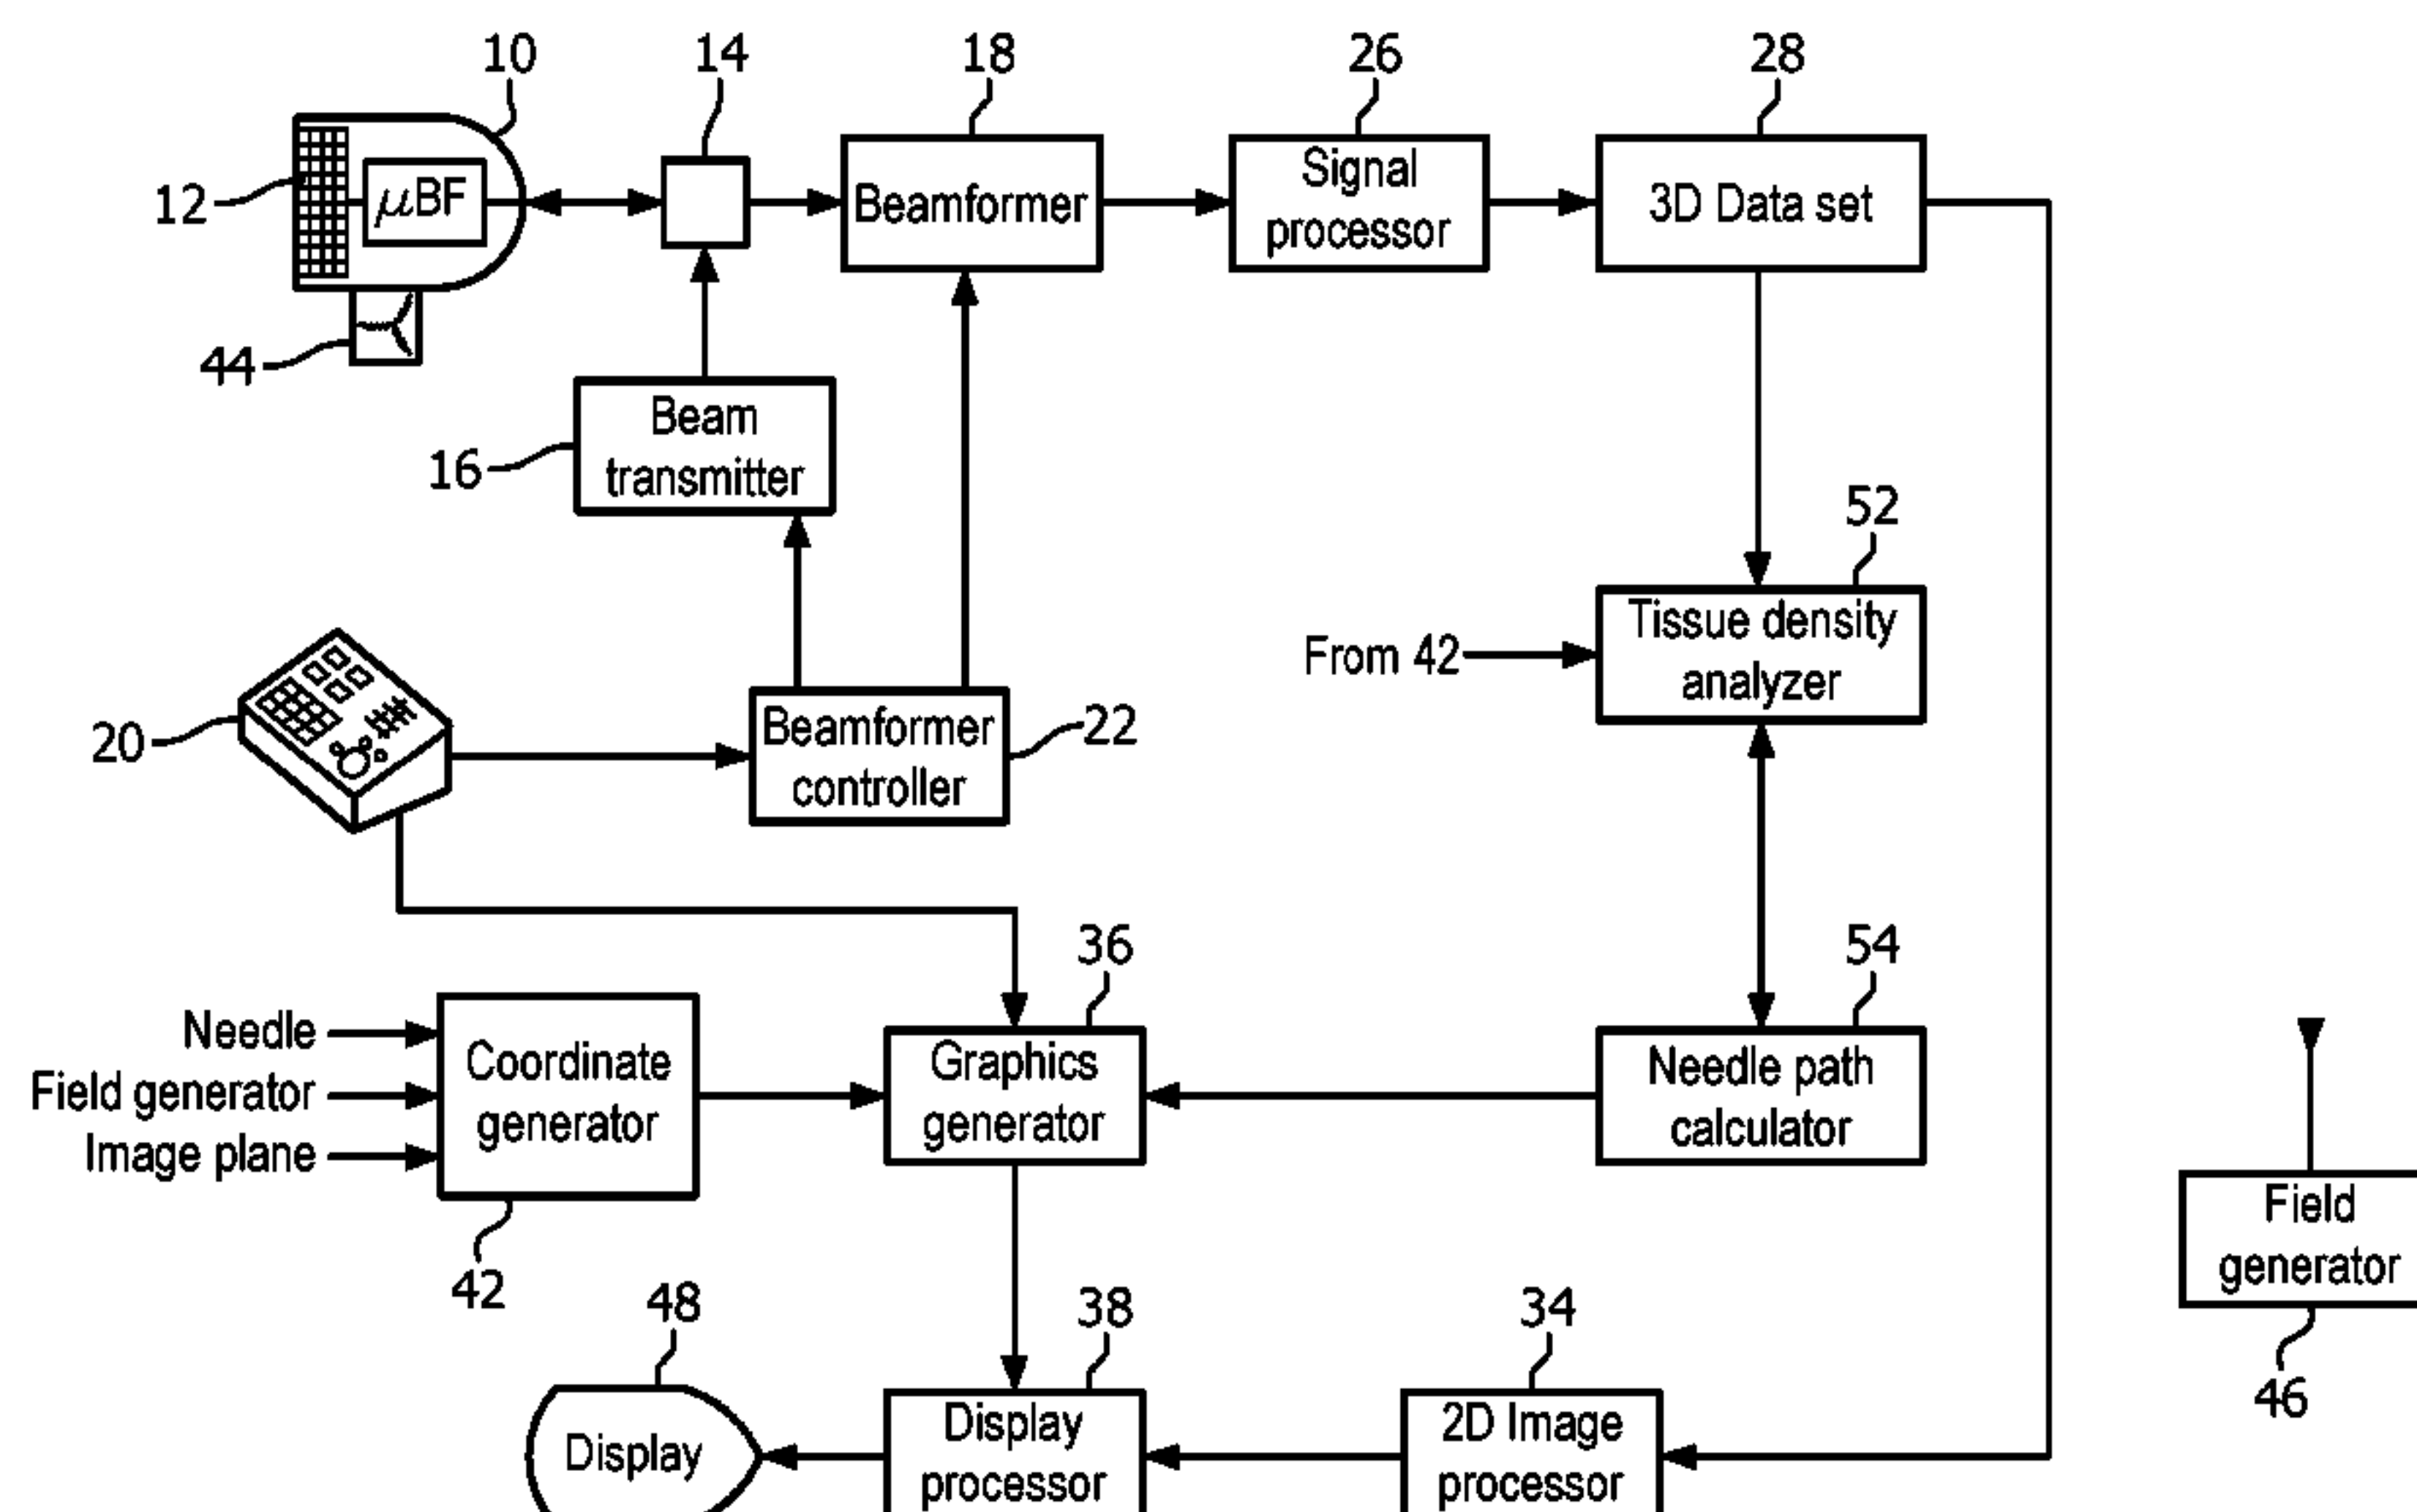 10
14
18
26
28
12
μBF
Beamformer
Signal
processor
3D Data set
44
16
Beam
transmitter
52
From 42
Tissue density
analyzer
20
Beamformer
controller
22
36
54
Needle
Field generator
Image plane
Coordinate
generator
Graphics
generator
Needle path
calculator
42
Field
generator
46
48
38
34
Display
Display
processor
2D Image
processor